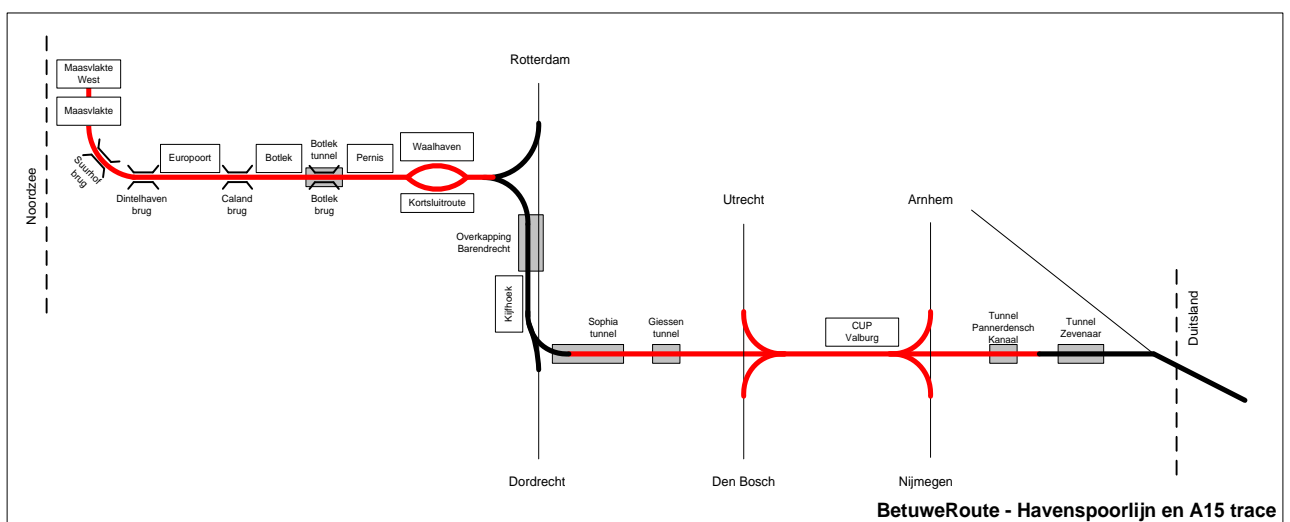 Noordzee
Maasvlakte
West
Maasvlakte
Suurhof
brug
Dintelhaven
brug
Europoort
Caland
brug
Botlek
Botlek
tunnel
Botlek
brug
Pernis
Waalhaven
Kortsluitroute
Rotterdam
Overkapping
Barendrecht
Kijfhoek
Dordrecht
Sophia
tunnel
Giessen
tunnel
Utrecht
Den Bosch
CUP
Valburg
Arnhem
Nijmegen
Tunnel
Pannerdensch
Kanaal
Tunnel
Zevenaar
Duitsland
BetuweRoute - Havenspoorlijn en A15 trace